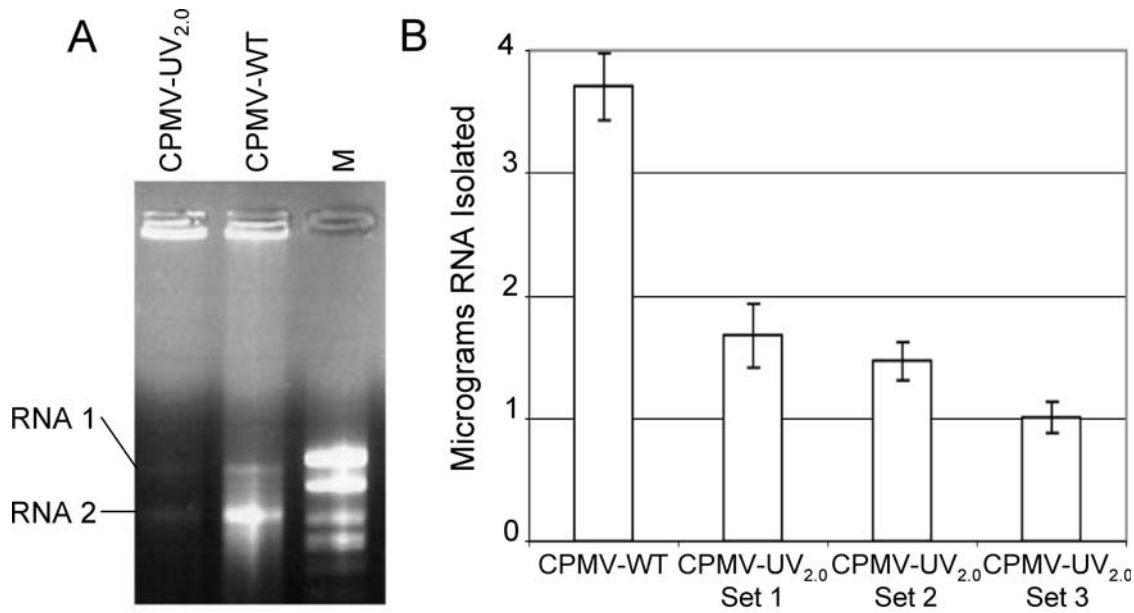 A
CPMV-UV2.0
CPMV-WT
M
RNA 1
RNA 2
B
Micrograms RNA Isolated
4
3
2
1
0
CPMV-WT
CPMV-UV2.0
Set 1
CPMV-UV2.0
Set 2
CPMV-UV2.0
Set 3